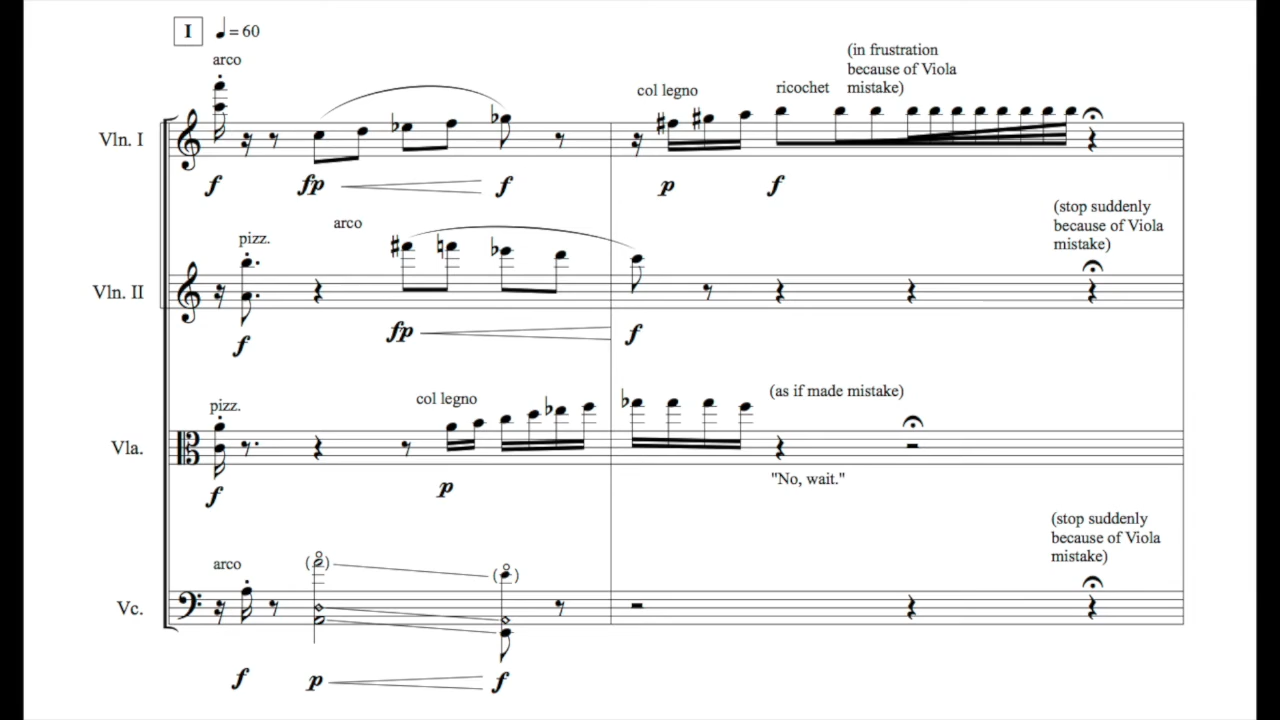 I ♩ = 60
arco
(in frustration
because of Viola
mistake)
col legno
ricochet
Vln. I
f fp f p f
(stop suddenly
because of Viola
mistake)
arco
pizz.
Vln. II
f fp f
pizz.
col legno
(as if made mistake)
Vla.
"No, wait."
f p
(stop suddenly
because of Viola
mistake)
arco
Vc.
f p f